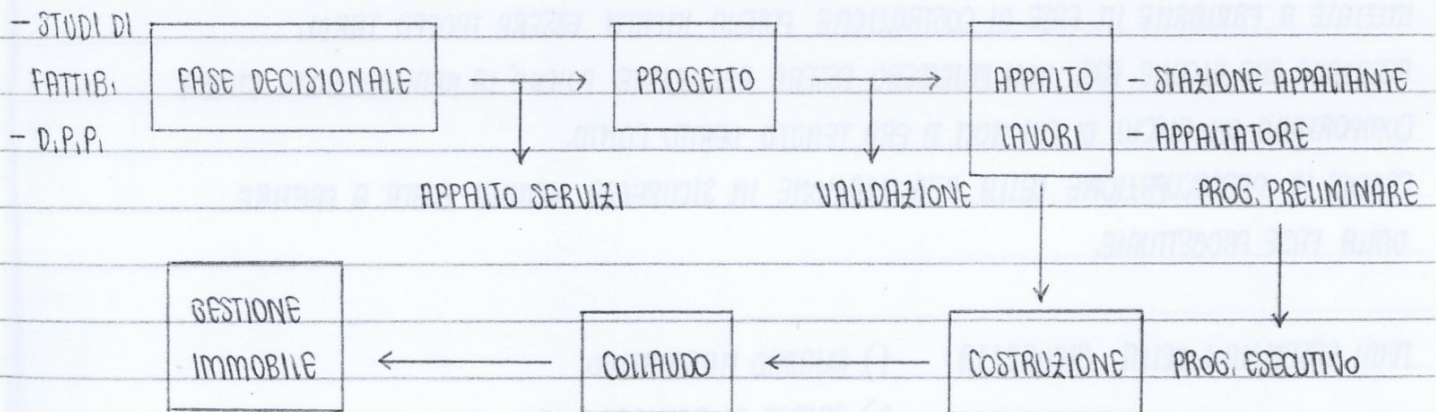 - STUDI DI
FATTIB.
- D.P.P.
FASE DECISIONALE
PROGETTO
APPALTO
LAVORI
- STAZIONE APPALTANTE
- APPALTATORE
APPALTO SERVIZI
VALIDAZIONE
PROG. PRELIMINARE
GESTIONE
IMMOBILE
COLLAUDO
COSTRUZIONE
PROG. ESECUTIVO